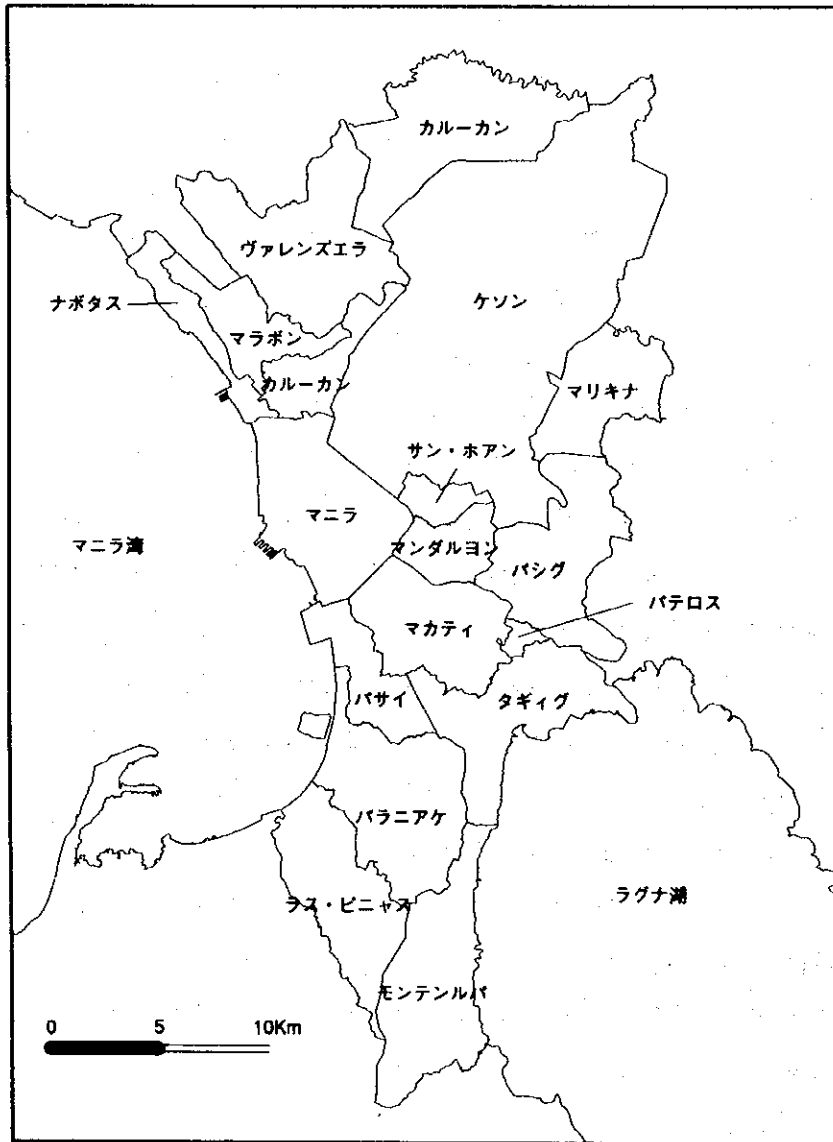 カルーカン
ヴァレンズエラ
ナボタス
ケソン
マラボン
カルーカン
マリキナ
サン・ホアン
マニラ
マニラ湾
マンダルヨン
パシグ
パテロス
マカティ
パサイ
タギィグ
パラニアケ
ラス・ピニャス
ラグナ湖
モンテンルパ
0 5 10Km